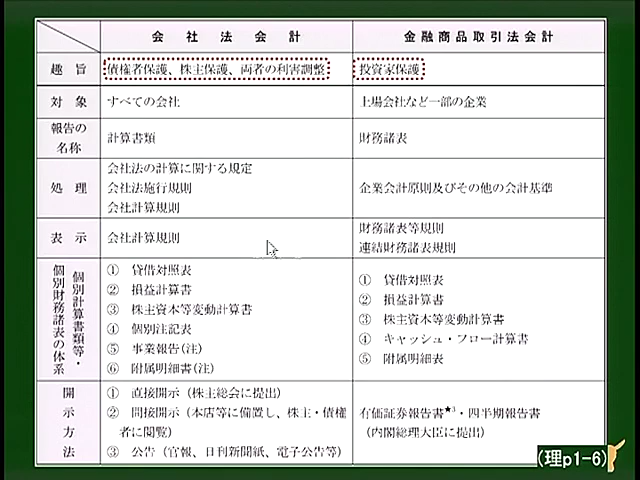 会社法会計 金融商品取引法会計
趣旨 債権者保護、株主保護、両者の利害調整 投資家保護
対象 すべての会社 上場会社など一部の企業
報告の
名称 計算書類 財務諸表
処理 会社法の計算に関する規定
会社法施行規則
会社計算規則
企業会計原則及びその他の会計基準
表示 会社計算規則
財務諸表等規則
連結財務諸表規則
個別計算書類等・
個別財務諸表の体系
① 貸借対照表
② 損益計算書
③ 株主資本等変動計算書
④ 個別注記表
⑤ 事業報告(注)
⑥ 附属明細書(注)
① 貸借対照表
② 損益計算書
③ 株主資本等変動計算書
④ キャッシュ・フロー計算書
⑤ 附属明細表
開示方法
① 直接開示（株主総会に提出）
② 間接開示（本店等に備置し、株主・債権
者に閲覧）
③ 公告（官報、日刊新聞紙、電子公告等）
有価証券報告書★³・四半期報告書
（内閣総理大臣に提出）
(理p1-6)